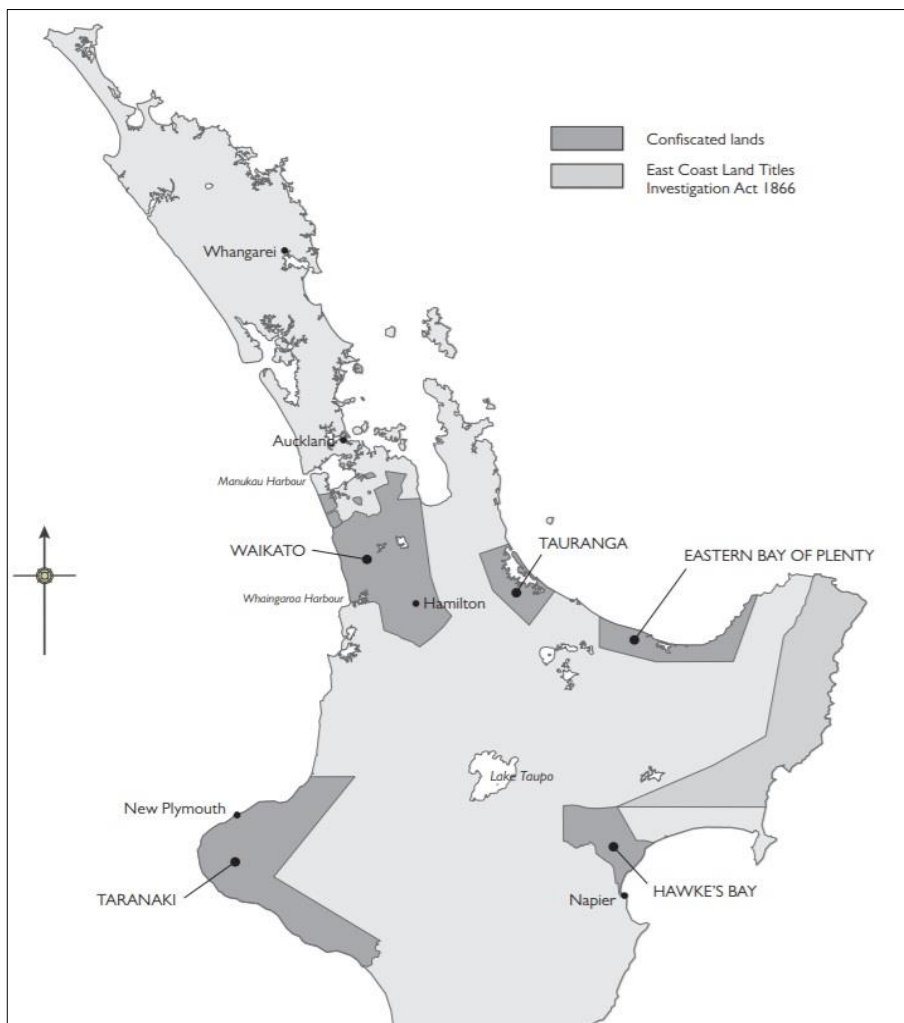 Confiscated lands
East Coast Land Titles
Investigation Act 1866
Whangarei
Auckland
Manukau Harbour
WAIKATO
TAURANGA
EASTERN BAY OF PLENTY
Whaingaroa Harbour
Hamilton
Lake Taupo
New Plymouth
TARANAKI
HAWKE'S BAY
Napier